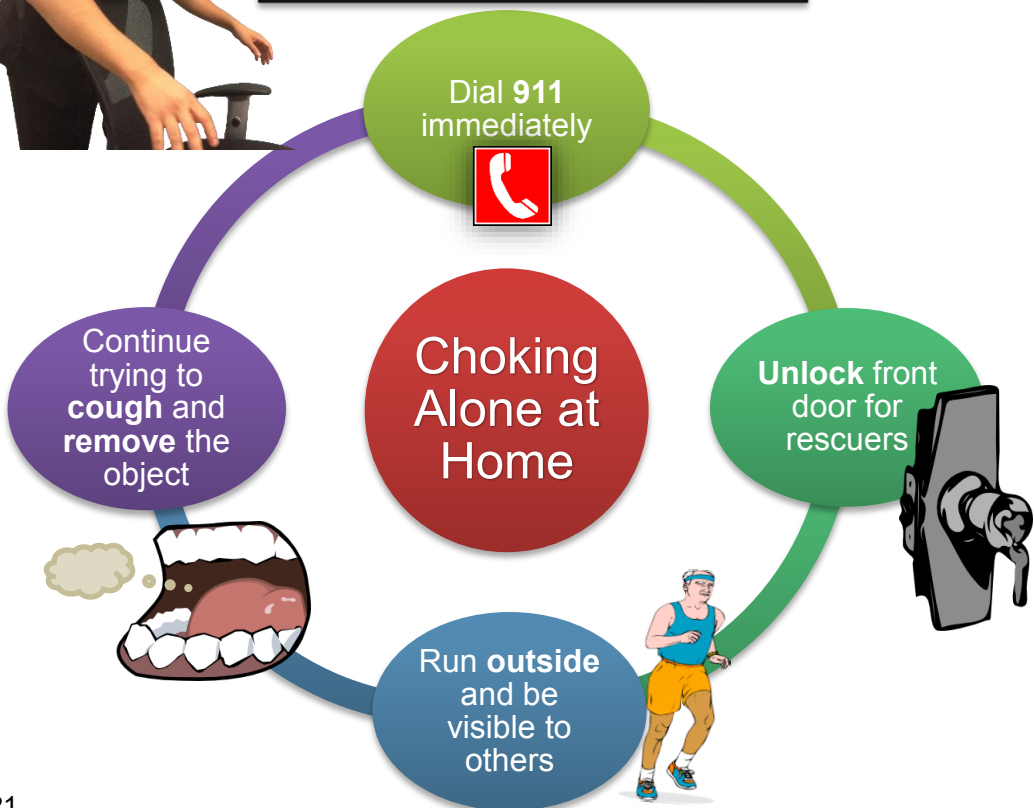 Dial 911
immediately
Choking
Alone at
Home
Unlock front
door for
rescuers
Run outside
and be
visible to
others
Continue
trying to
cough and
remove the
object